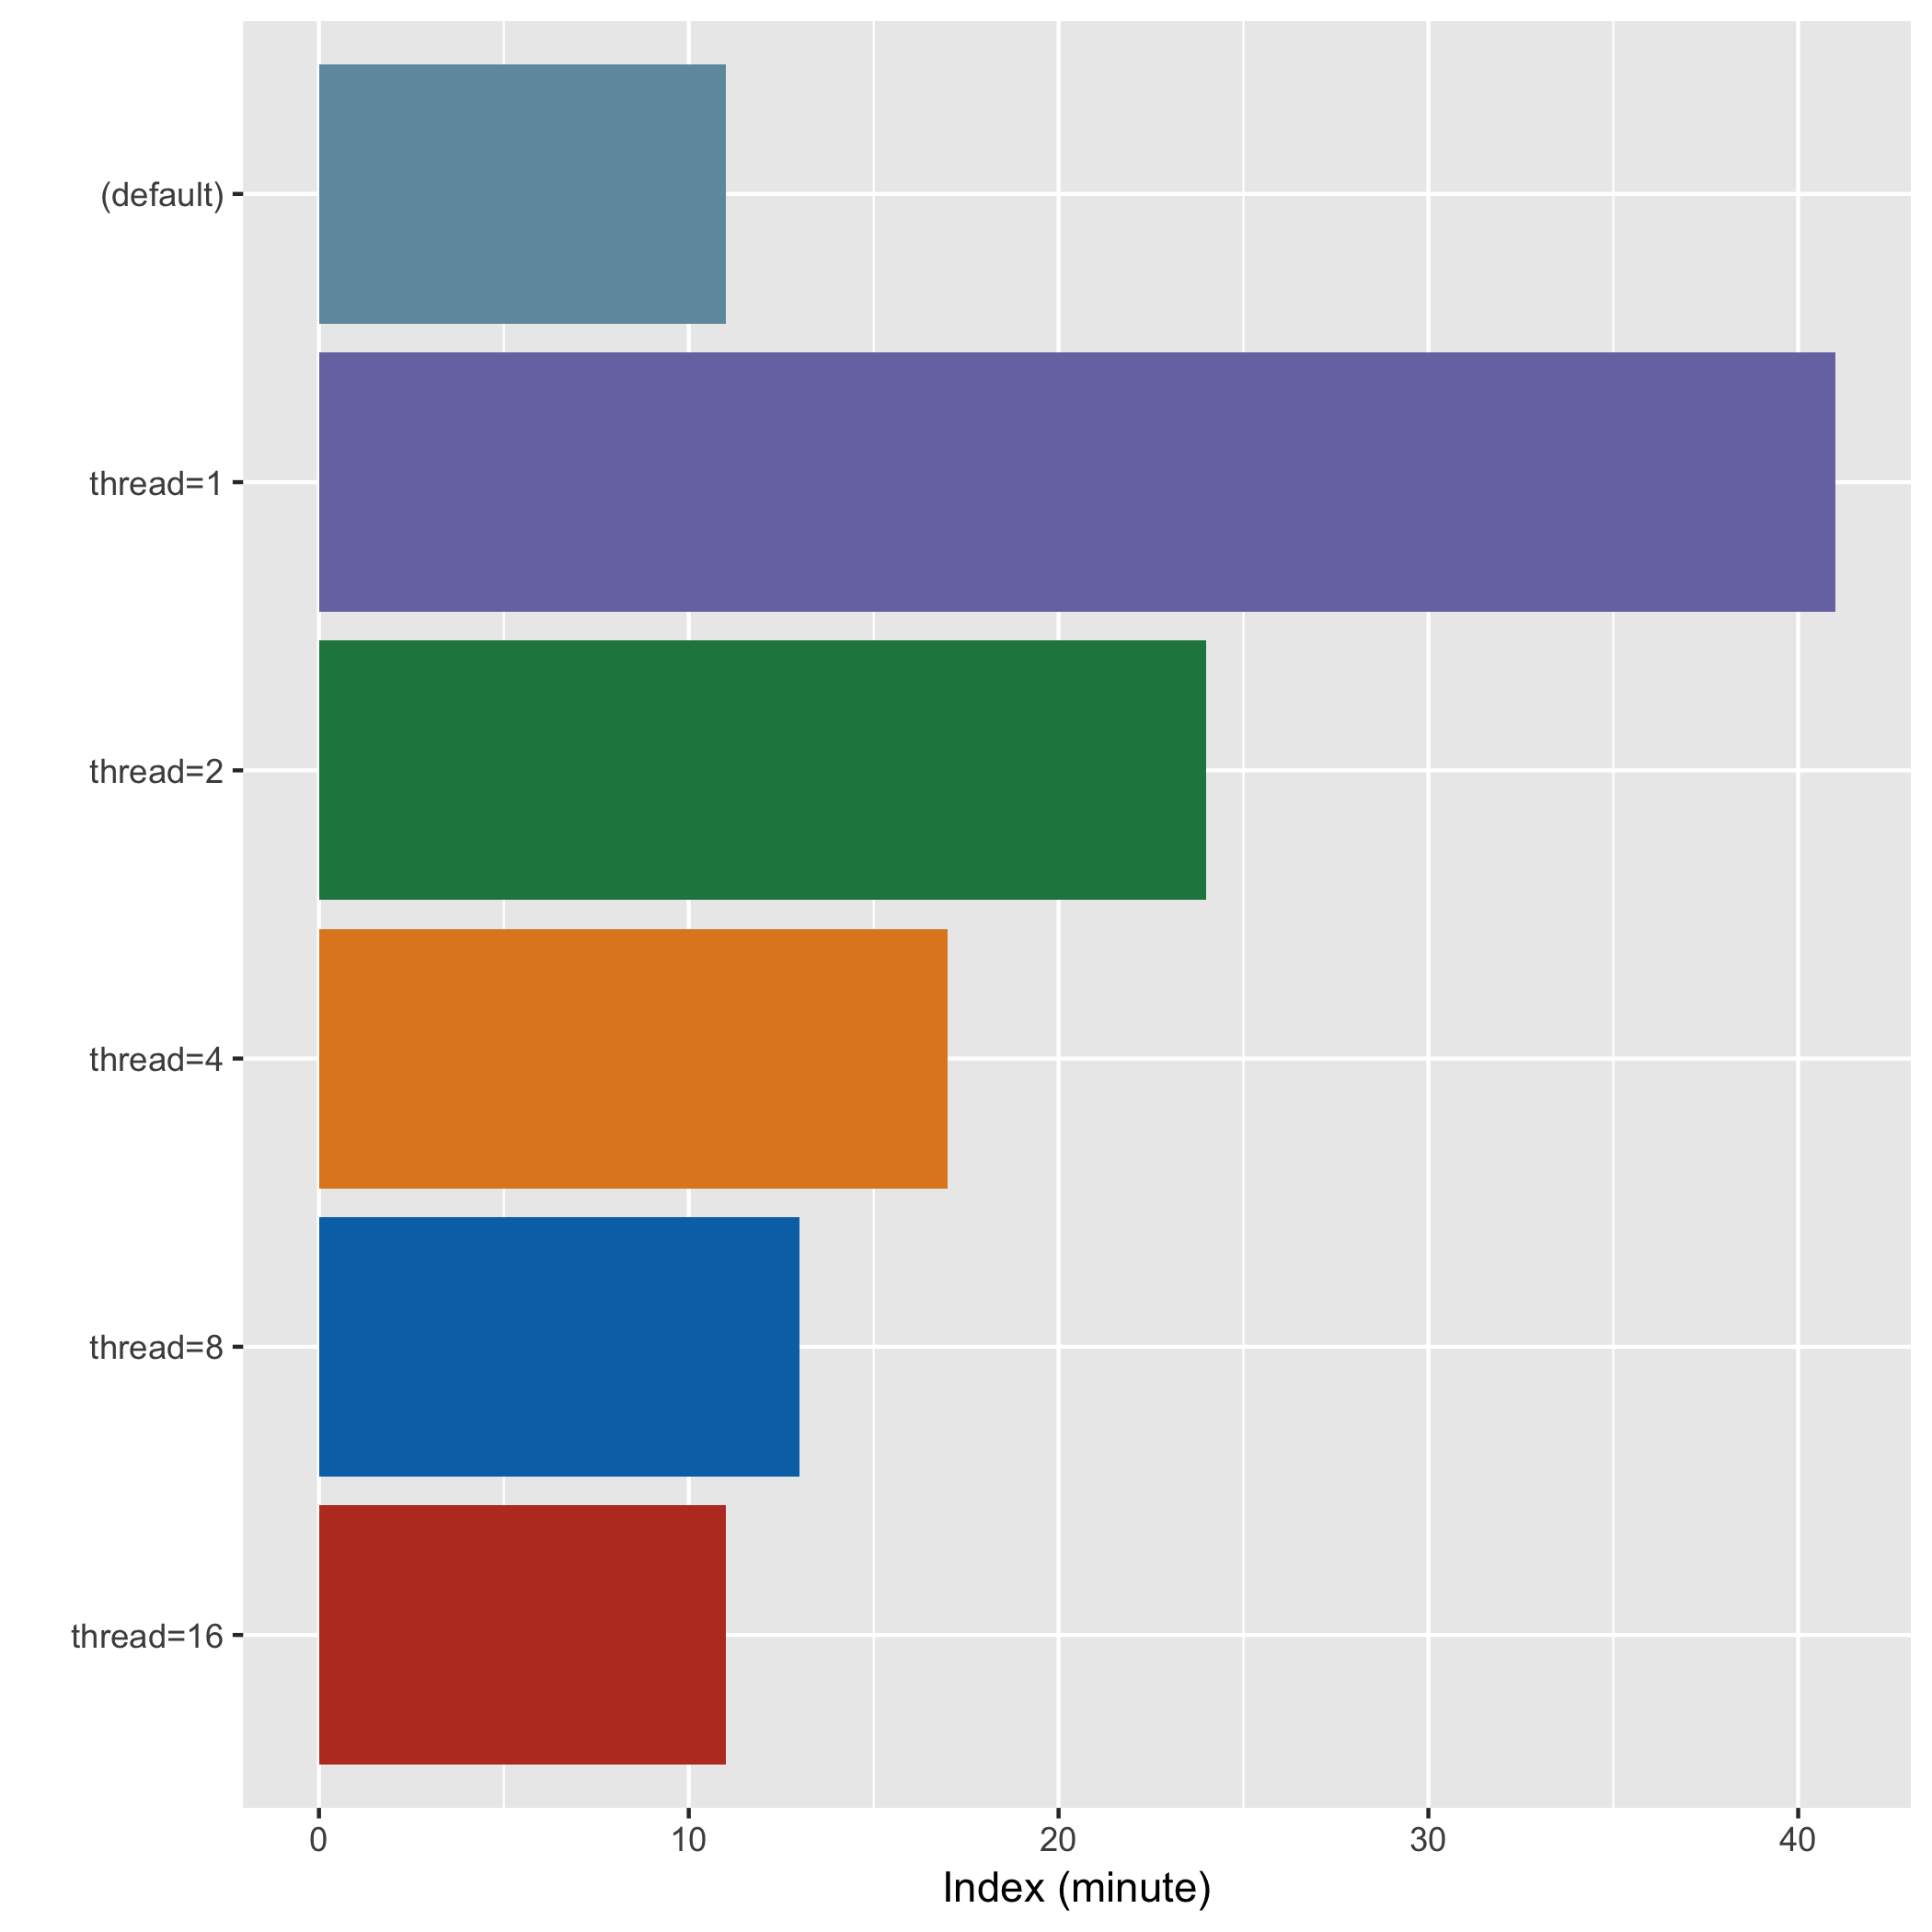 (default)
thread=1
thread=2
thread=4
thread=8
thread=16
0 10 20 30 40
Index (minute)